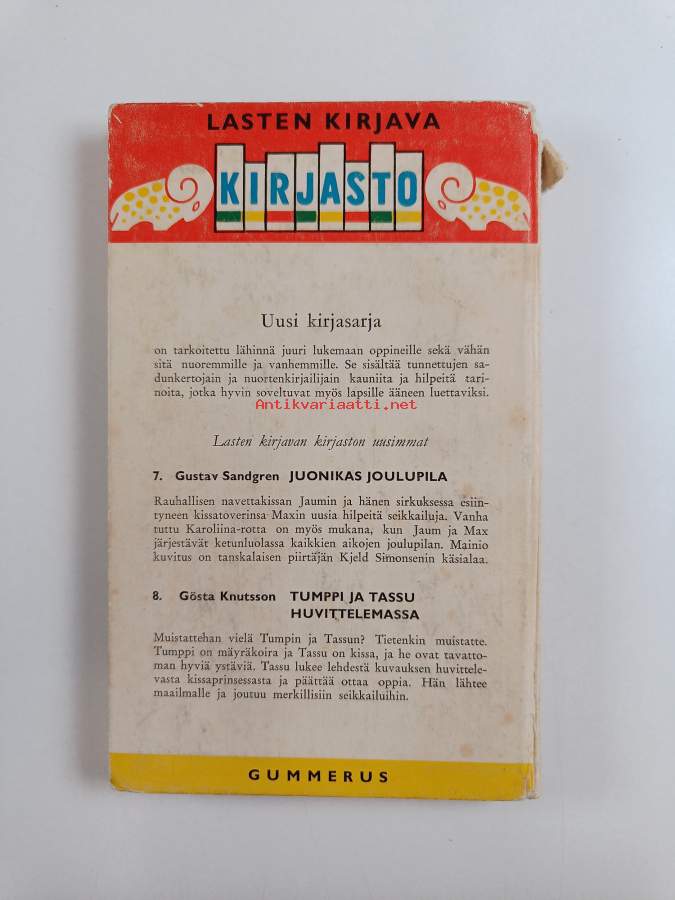 LASTEN KIRJAVA
KIRJASTO
Uusi kirjasarja
on tarkoitettu lähinnä juuri lukemaan oppineille sekä vähän
sitä nuoremmille ja vanhemmille. Se sisältää tunnettujen sa-
dunkertojain ja nuortenkirjailijain kauniita ja hilpeitä tari-
noita, jotka hyvin soveltuvat myös lapsille ääneen luettaviksi.
Antikvariaatti.net
Lasten kirjavan kirjaston uusimmat
7. Gustav Sandgren JUONIKAS JOULUPILA
Rauhallisen navettakissan Jaumin ja hänen sirkuksessa esiin-
tyneen kissatoverinsa Maxin uusia hilpeitä seikkailuja. Vanha
tuttu Karoliina-rotta on myös mukana, kun Jaum ja Max
järjestävät ketunluolassa kaikkien aikojen joulupilan. Mainio
kuvitus on tanskalaisen piirtäjän Kjeld Simonsenin käsialaa.
8. Gösta Knutsson TUMPPI JA TASSU
HUVITTELEMASSA
Muistattehan vielä Tumpin ja Tassun? Tietenkin muistatte.
Tumppi on mäyräkoira ja Tassu on kissa, ja he ovat tavatto-
man hyviä ystäviä. Tassu lukee lehdestä kuvauksen huvittele-
vasta kissaprinsessasta ja päättää ottaa oppia. Hän lähtee
maailmalle ja joutuu merkillisiin seikkailuihin.
GUMMERUS